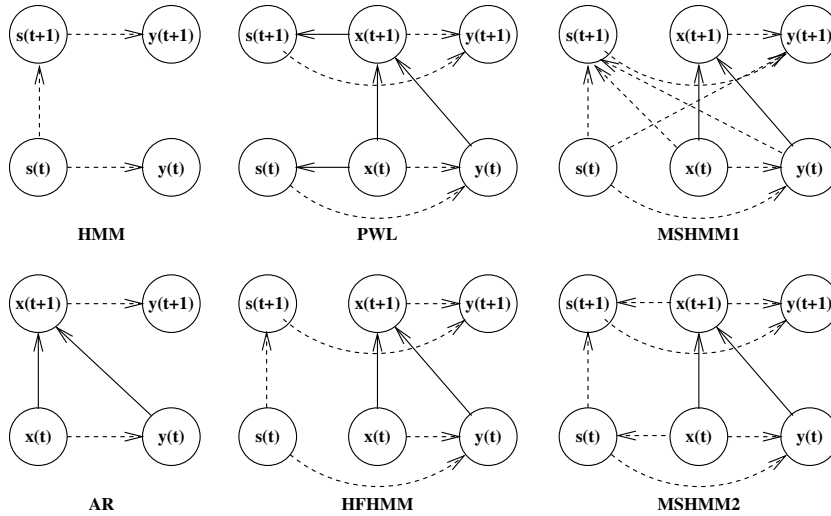 s(t+1) y(t+1) s(t+1) x(t+1) y(t+1) s(t+1) x(t+1) y(t+1)
s(t) y(t) s(t) x(t) y(t) s(t) x(t) y(t)
HMM PWL MSHMM1
x(t+1) y(t+1) s(t+1) x(t+1) y(t+1) s(t+1) x(t+1) y(t+1)
x(t) y(t) s(t) x(t) y(t) s(t) x(t) y(t)
AR HFHMM MSHMM2